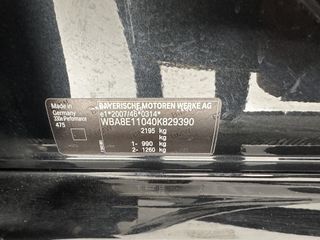 Made in Germany
BAYERISCHE MOTOREN WERKE AG
e1*2007/46*0314*
475
WBA8E11040K829390
2195 kg
kg
1- 990 kg
2- 1260 kg